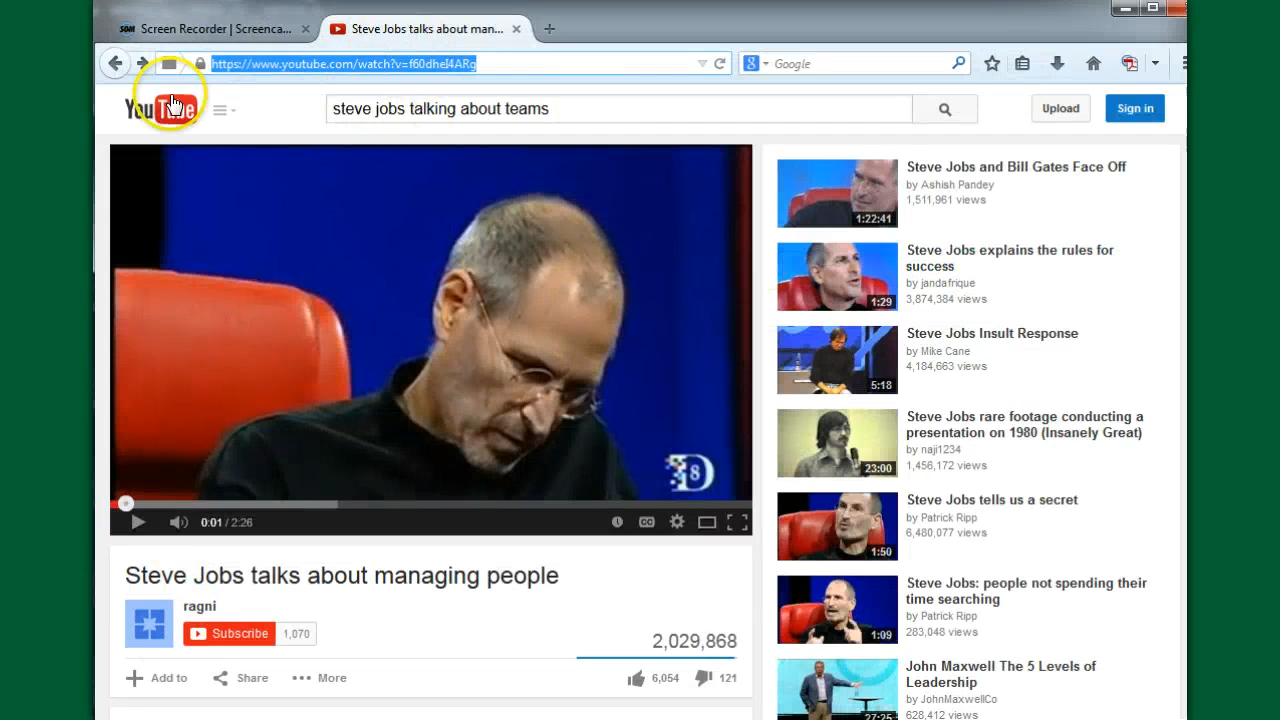 SOM Screen Recorder | Screenca...
Steve Jobs talks about man...
https://www.youtube.com/watch?v=f60dheI4ARg
Google
YouTube
steve jobs talking about teams
Upload
Sign in
D8
0:01 / 2:26
CC
Steve Jobs talks about managing people
ragni
Subscribe
1,070
2,029,868
Add to
Share
More
6,054
121
Steve Jobs and Bill Gates Face Off
by Ashish Pandey
1,511,961 views
1:22:41
Steve Jobs explains the rules for
success
by jandafrique
3,874,384 views
1:29
Steve Jobs Insult Response
by Mike Cane
4,184,663 views
5:18
Steve Jobs rare footage conducting a
presentation on 1980 (Insanely Great)
by naji1234
1,456,172 views
23:00
Steve Jobs tells us a secret
by Patrick Ripp
6,480,077 views
1:50
Steve Jobs: people not spending their
time searching
by Patrick Ripp
283,048 views
1:09
John Maxwell The 5 Levels of
Leadership
by JohnMaxwellCo
628,412 views
27:25